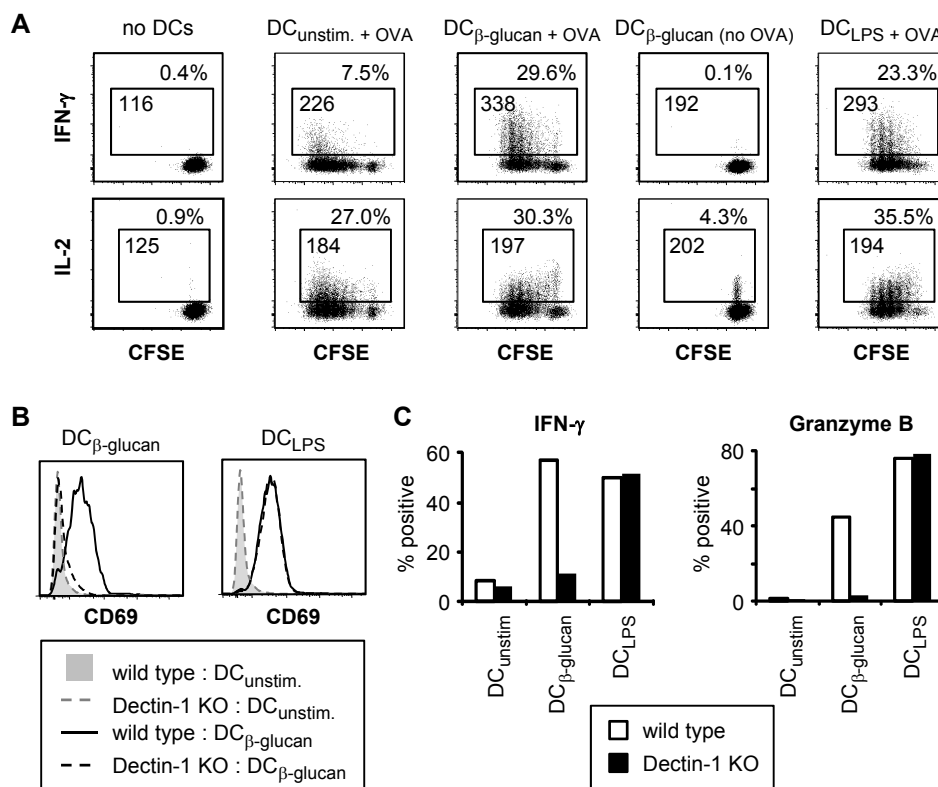 A
no DCs
DCunstim. + OVA
DCβ-glucan + OVA
DCβ-glucan (no OVA)
DCLPS + OVA
IFN-γ
0.4%
116
7.5%
226
29.6%
338
0.1%
192
23.3%
293
IL-2
0.9%
125
27.0%
184
30.3%
197
4.3%
202
35.5%
194
CFSE
CFSE
CFSE
CFSE
CFSE
B
DCβ-glucan
DCLPS
CD69
CD69
wild type : DCunstim.
Dectin-1 KO : DCunstim.
wild type : DCβ-glucan
Dectin-1 KO : DCβ-glucan
C
IFN-γ
% positive
60
40
20
0
DCunstim
DCβ-glucan
DCLPS
Granzyme B
% positive
80
40
0
DCunstim
DCβ-glucan
DCLPS
wild type
Dectin-1 KO